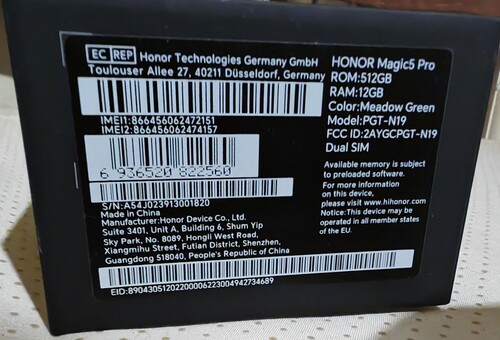 EC REP Honor Technologies Germany GmbH
Toulouser Allee 27, 40211 Düsseldorf, Germany
IMEI1:866456062472151
IMEI2:866456062474157
6 936520 822560
S/N:A54J023913001820
Made in China
Manufacturer:Honor Device Co., Ltd.
Suite 3401, Unit A, Building 6, Shum Yip
Sky Park, No. 8089, Hongli West Road,
Xiangmihu Street, Futian District, Shenzhen,
Guangdong 518040, People's Republic of China
EID:89043051202200006223004942734689
HONOR Magic5 Pro
ROM:512GB
RAM:12GB
Color:Meadow Green
Model:PGT-N19
FCC ID:2AYGCPGT-N19
Dual SIM
Available memory is subject
to preloaded software.
For more information
on this device,
please visit www.hihonor.com
Notice:This device may be
operated in all member states
of the EU.